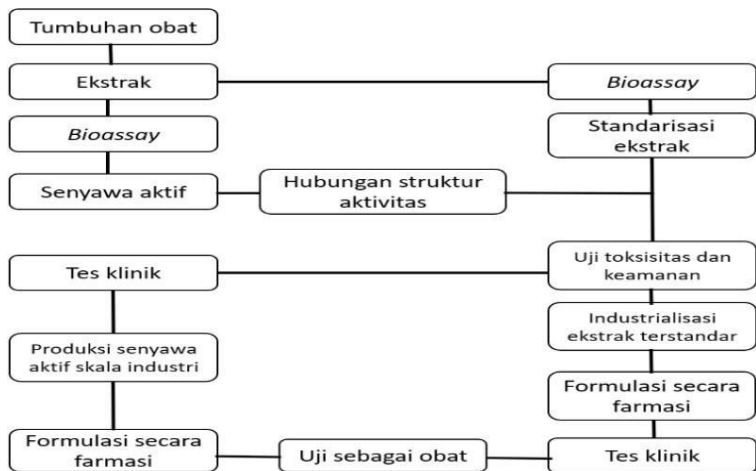 Tumbuhan obat
Ekstrak
Bioassay
Bioassay
Standarisasi
ekstrak
Senyawa aktif
Hubungan struktur
aktivitas
Tes klinik
Uji toksisitas dan
keamanan
Industrialisasi
ekstrak terstandar
Produksi senyawa
aktif skala industri
Formulasi secara
farmasi
Formulasi secara
farmasi
Uji sebagai obat
Tes klinik